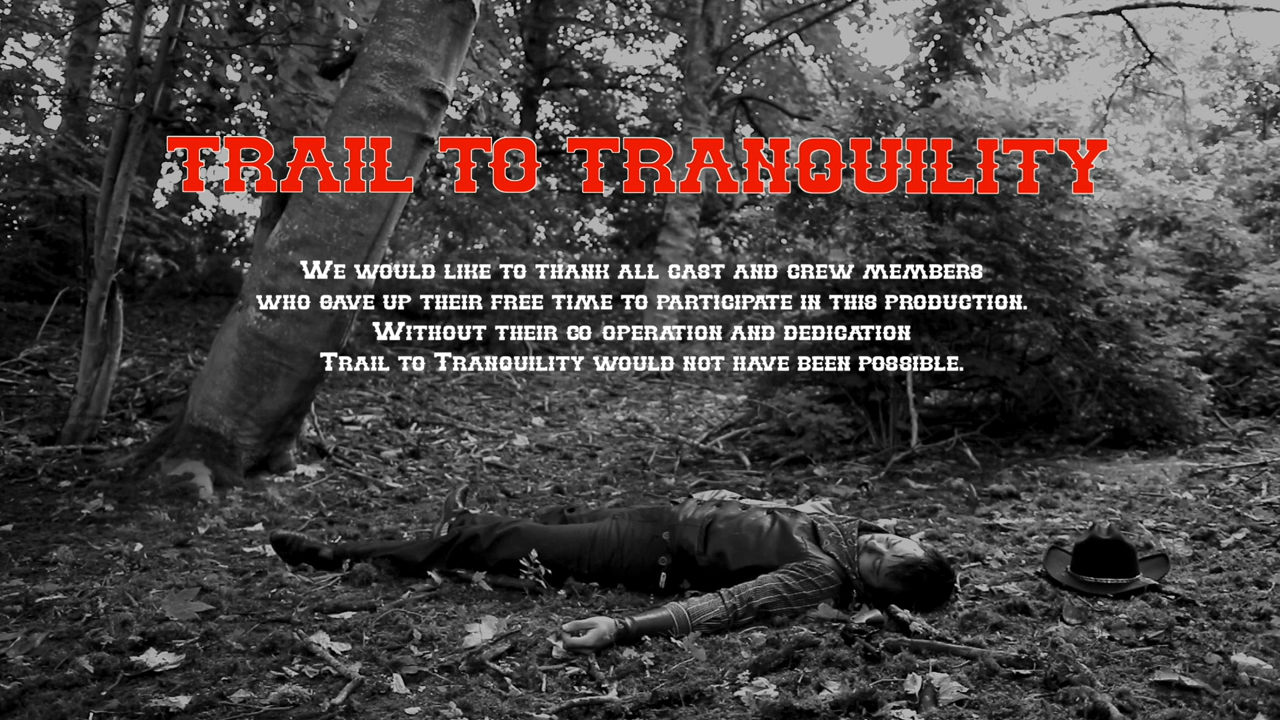 TRAIL TO TRANQUILITY
We would like to thank all cast and crew members
who gave up their free time to participate in this production.
Without their co operation and dedication
Trail to Tranquility would not have been possible.